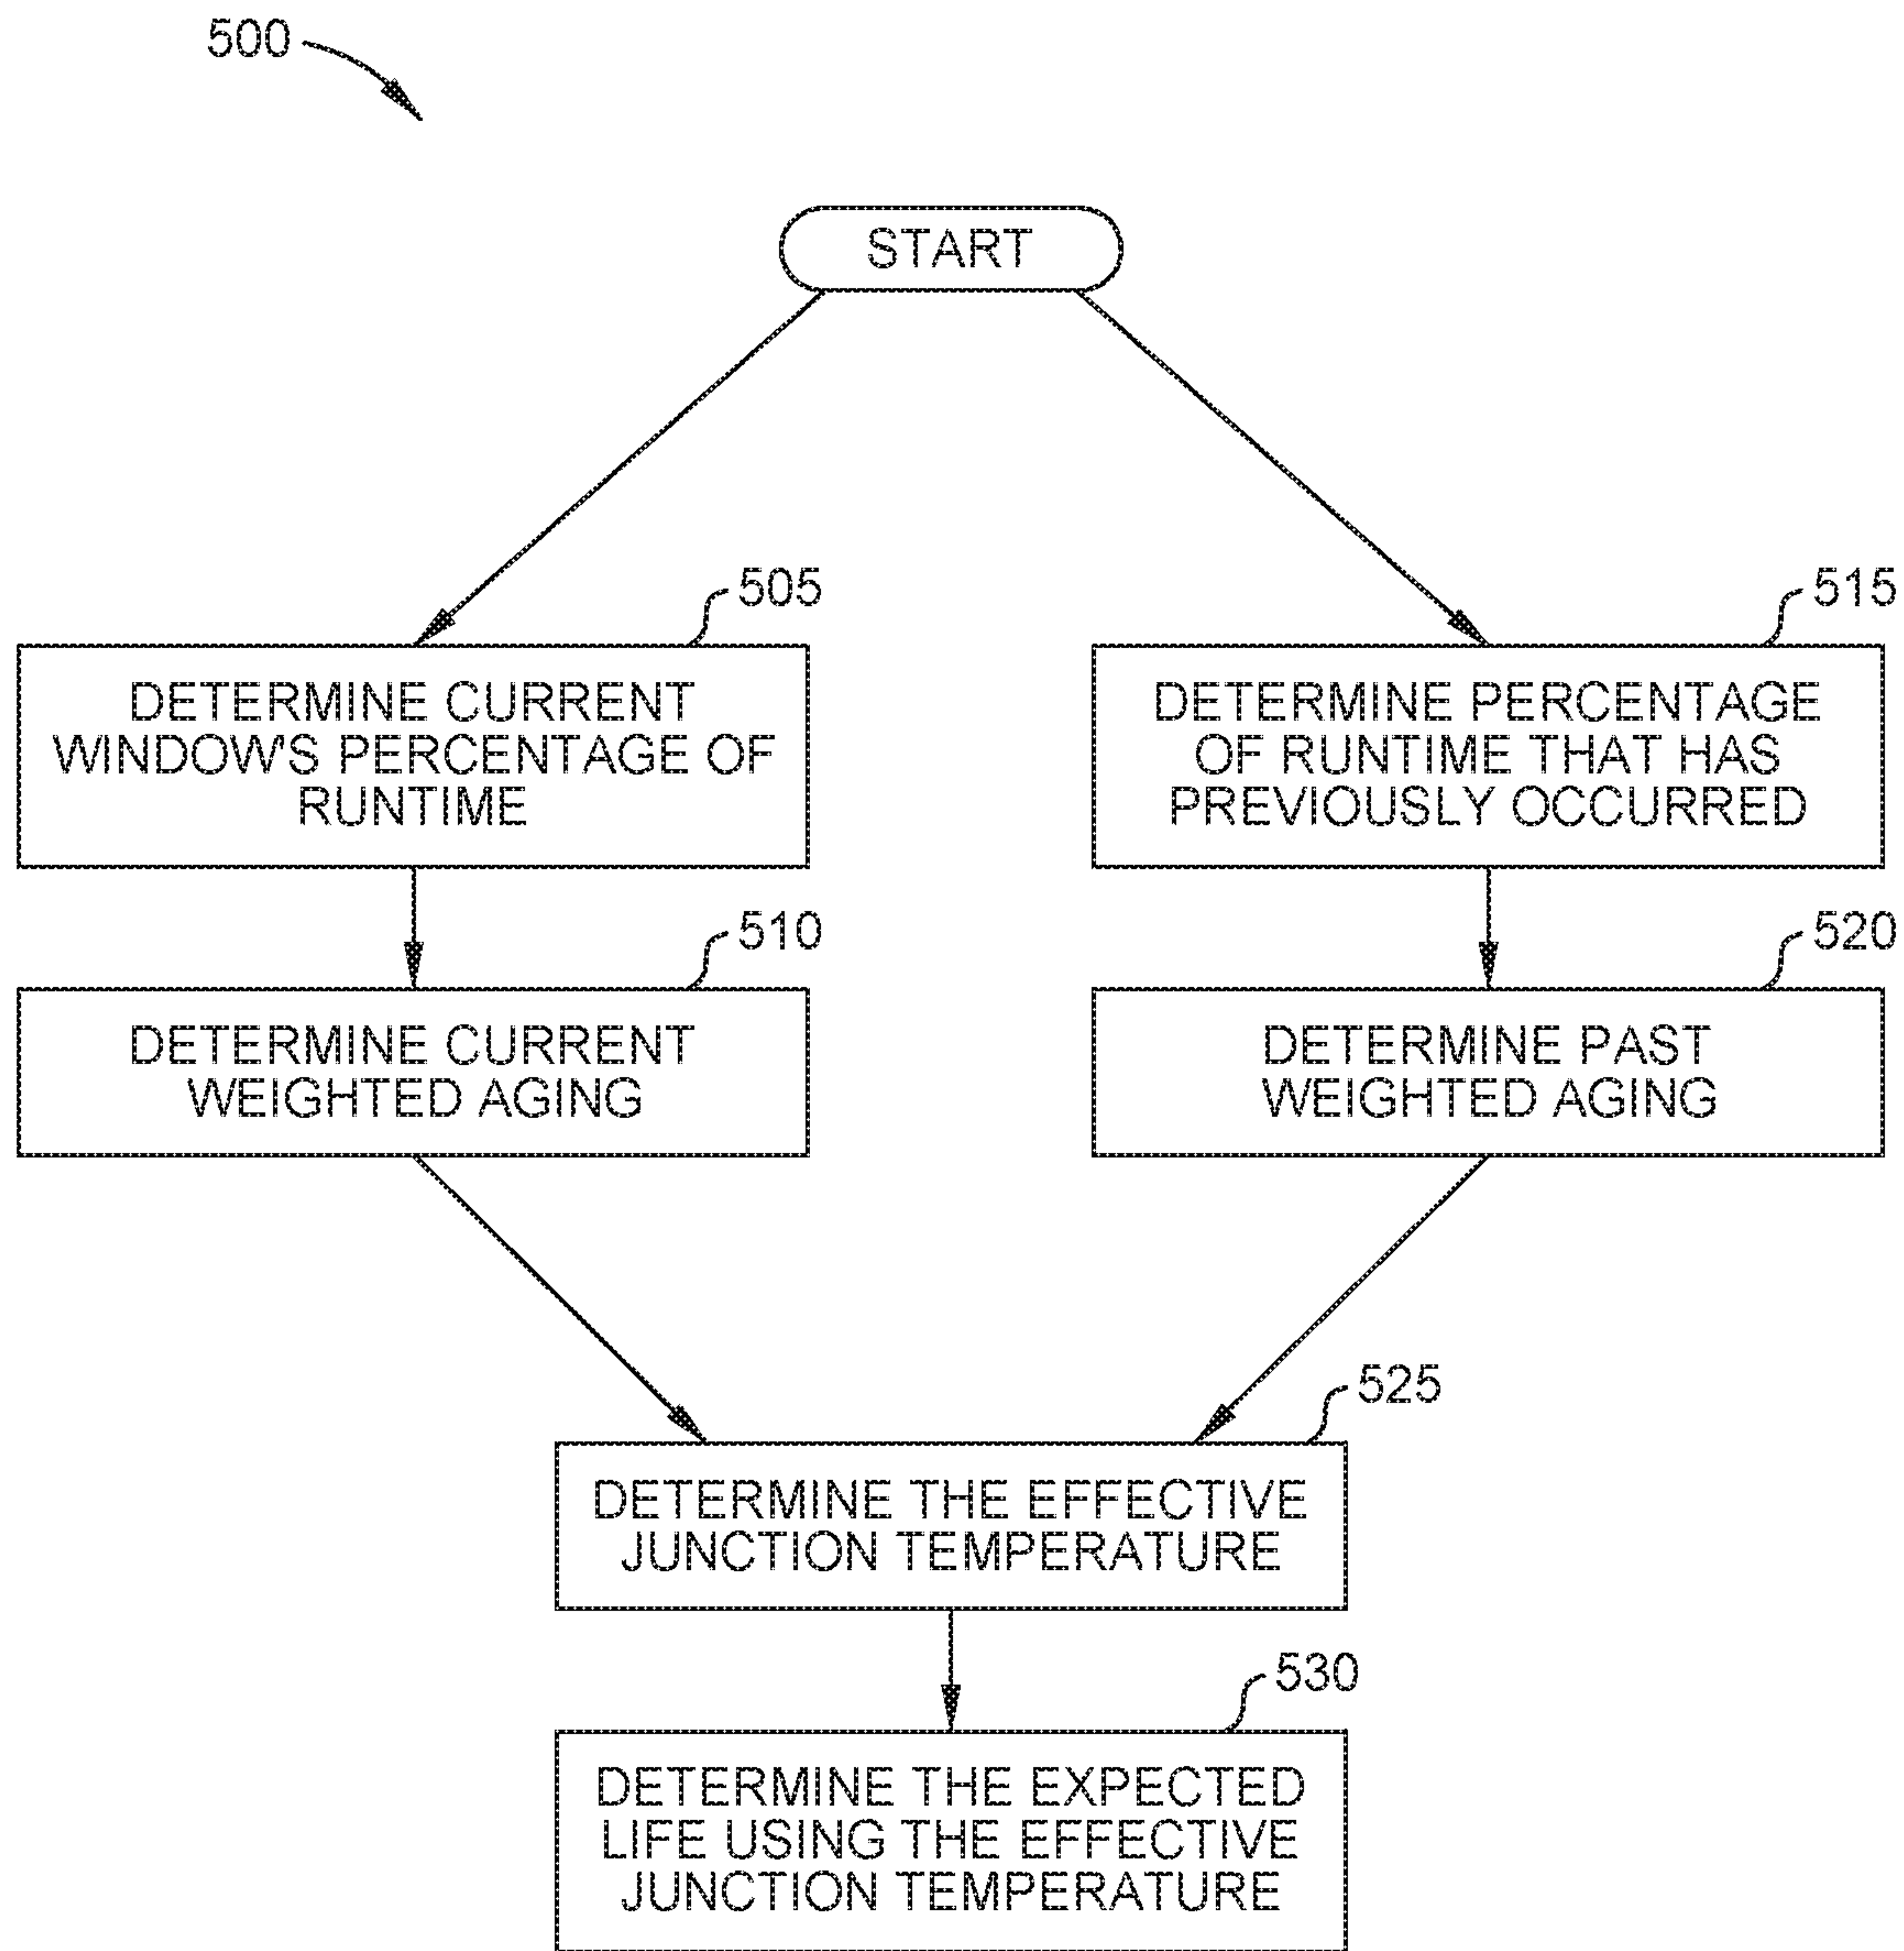 500
START
505
DETERMINE CURRENT
WINDOW'S PERCENTAGE OF
RUNTIME
515
DETERMINE PERCENTAGE
OF RUNTIME THAT HAS
PREVIOUSLY OCCURRED
510
DETERMINE CURRENT
WEIGHTED AGING
520
DETERMINE PAST
WEIGHTED AGING
525
DETERMINE THE EFFECTIVE
JUNCTION TEMPERATURE
530
DETERMINE THE EXPECTED
LIFE USING THE EFFECTIVE
JUNCTION TEMPERATURE